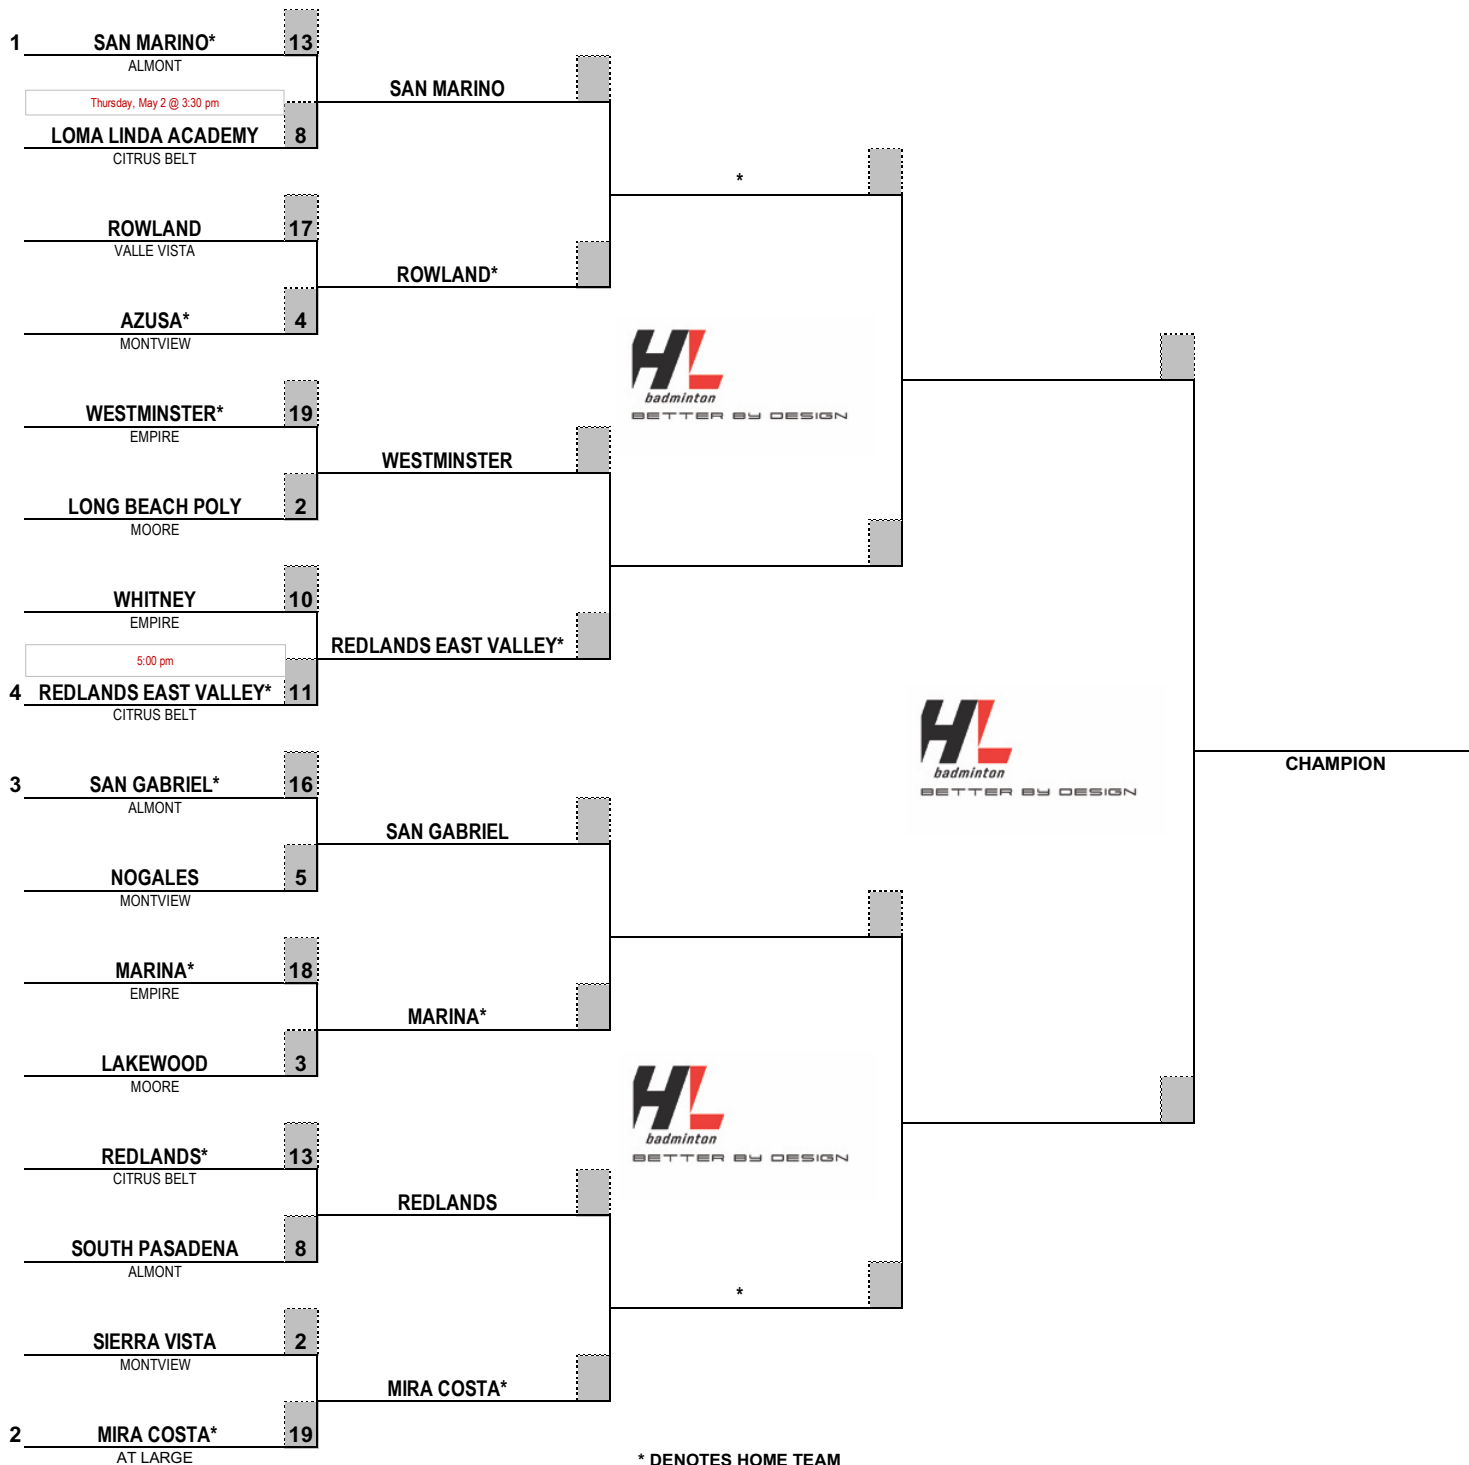 1 SAN MARINO* 13
ALMONT
Thursday, May 2 @ 3:30 pm
LOMA LINDA ACADEMY 8
CITRUS BELT
ROWLAND 17
VALLE VISTA
AZUSA* 4
MONTVIEW
WESTMINSTER* 19
EMPIRE
LONG BEACH POLY 2
MOORE
WHITNEY 10
EMPIRE
5:00 pm
4 REDLANDS EAST VALLEY* 11
CITRUS BELT
3 SAN GABRIEL* 16
ALMONT
NOGALES 5
MONTVIEW
MARINA* 18
EMPIRE
LAKEWOOD 3
MOORE
REDLANDS* 13
CITRUS BELT
SOUTH PASADENA 8
ALMONT
SIERRA VISTA 2
MONTVIEW
2 MIRA COSTA* 19
AT LARGE
SAN MARINO
ROWLAND*
WESTMINSTER
REDLANDS EAST VALLEY*
SAN GABRIEL
MARINA*
REDLANDS
MIRA COSTA*
*
HL
badminton
BETTER BY DESIGN
HL
badminton
BETTER BY DESIGN
*
* DENOTES HOME TEAM
HL
badminton
BETTER BY DESIGN
CHAMPION